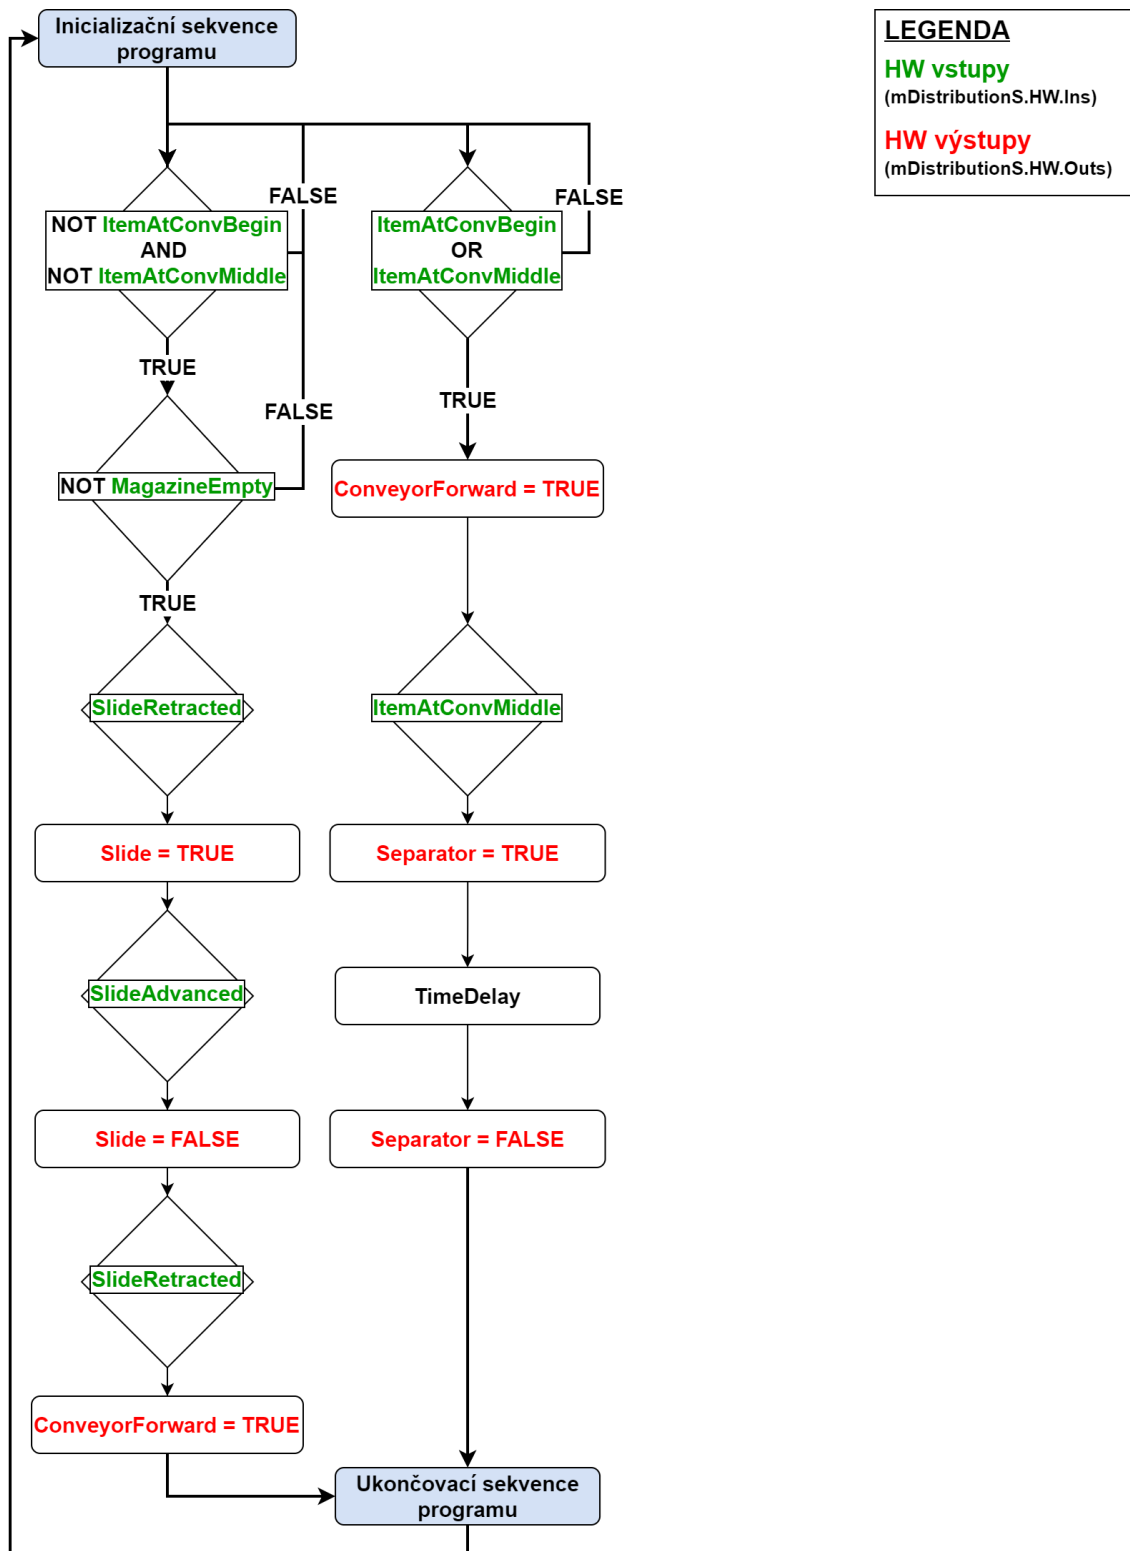 Inicializační sekvence
programu
LEGENDA
HW vstupy
(mDistributionS.HW.Ins)
HW výstupy
(mDistributionS.HW.Outs)
FALSE
FALSE
NOT ItemAtConvBegin
AND
NOT ItemAtConvMiddle
ItemAtConvBegin
OR
ItemAtConvMiddle
TRUE
TRUE
FALSE
NOT MagazineEmpty
ConveyorForward = TRUE
TRUE
SlideRetracted
ItemAtConvMiddle
Slide = TRUE
Separator = TRUE
SlideAdvanced
TimeDelay
Slide = FALSE
Separator = FALSE
SlideRetracted
ConveyorForward = TRUE
Ukončovací sekvence
programu